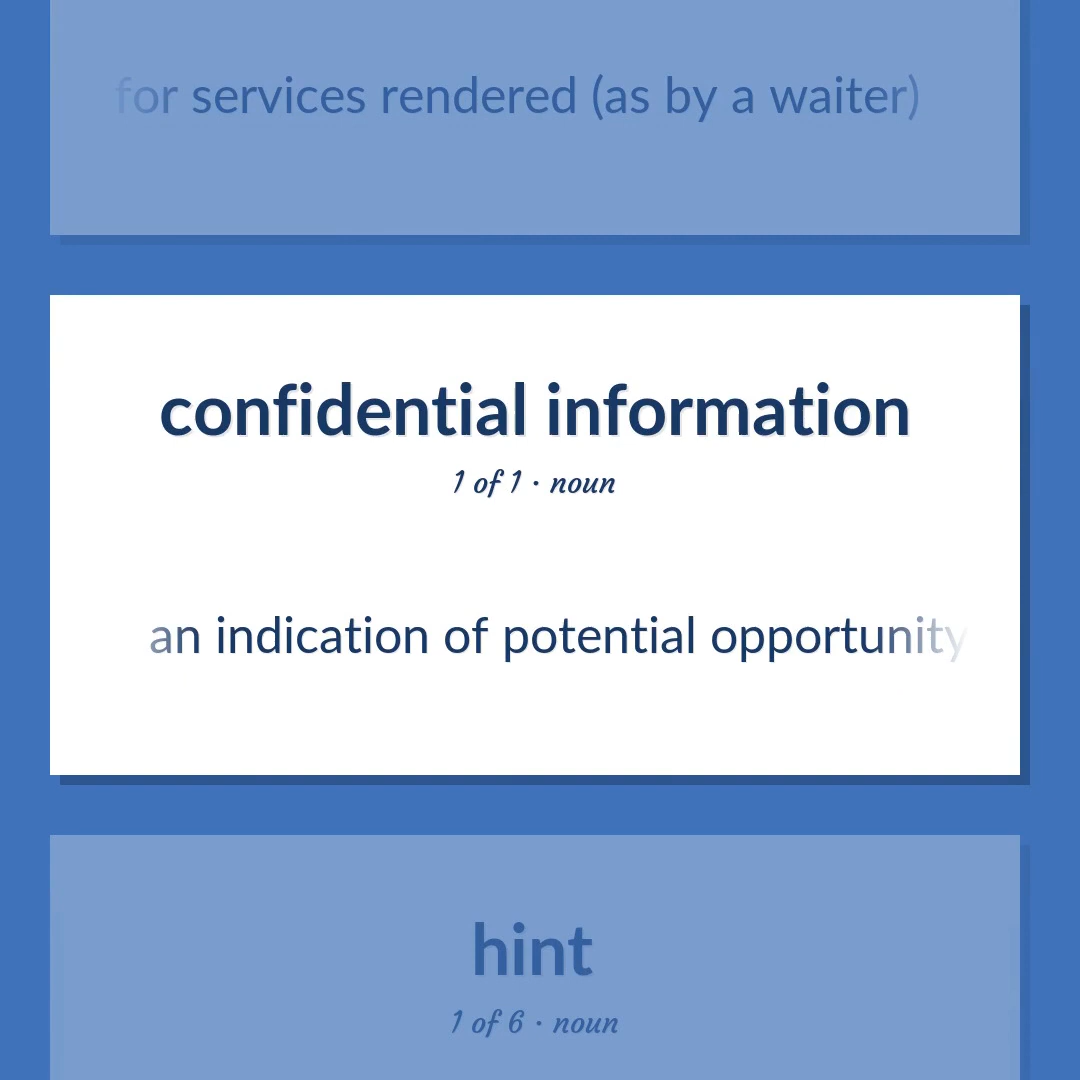 for services rendered (as by a waiter)
confidential information
1 of 1 · noun
an indication of potential opportunity
hint
1 of 6 · noun